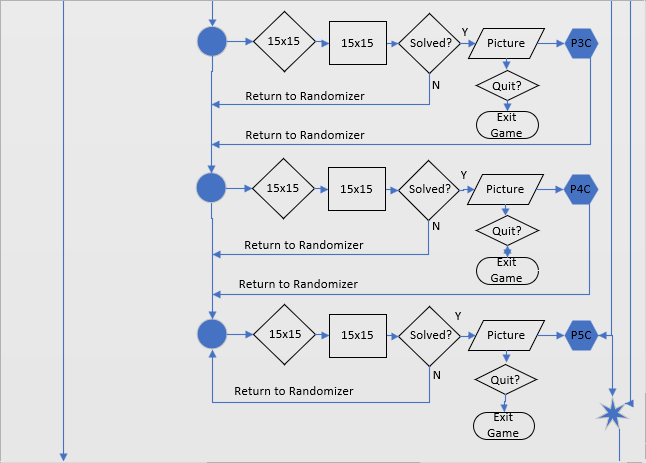 15x15
15x15
Solved?
Y
Picture
P3C
N
Quit?
Return to Randomizer
Exit
Game
Return to Randomizer
15x15
15x15
Solved?
Y
Picture
P4C
N
Quit?
Return to Randomizer
Exit
Game
Return to Randomizer
15x15
15x15
Solved?
Y
Picture
P5C
N
Quit?
Return to Randomizer
Exit
Game